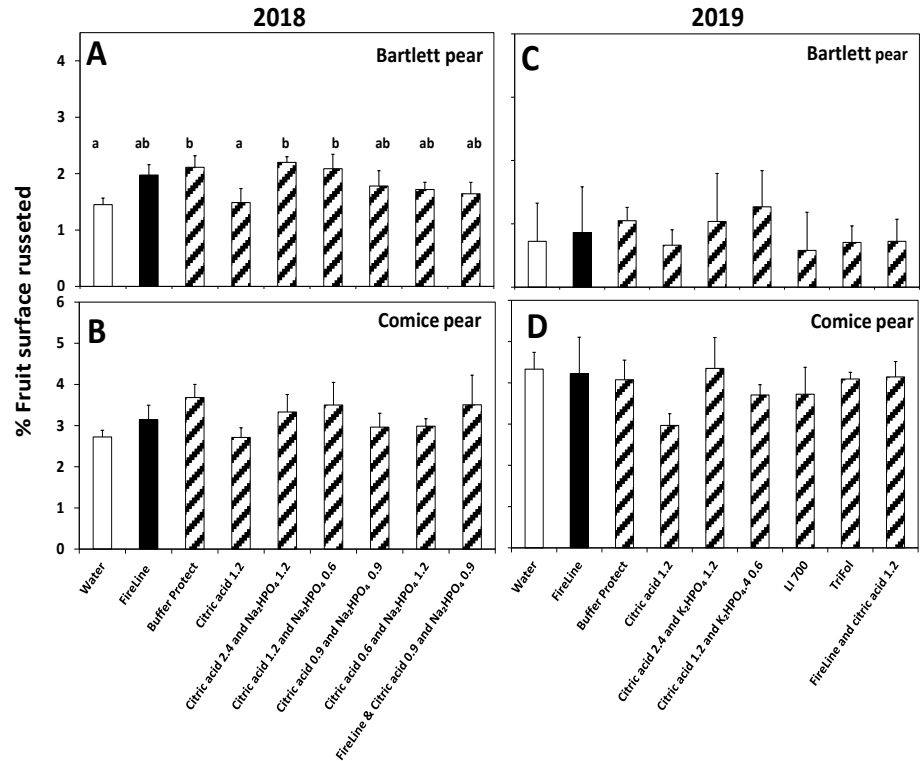 2018
2019
% Fruit surface russeted
A
Bartlett pear
4
3
2
1
0
a ab b a b b ab ab ab
C
Bartlett pear
B
Comice pear
6
5
4
3
2
1
0
D
Comice pear
Water
FireLine
Buffer Protect
Citric acid 1.2
Citric acid 2.4 and Na₂HPO₄ 1.2
Citric acid 1.2 and Na₂HPO₄ 0.6
Citric acid 0.9 and Na₂HPO₄ 0.9
Citric acid 0.6 and Na₂HPO₄ 1.2
FireLine & Citric acid 0.9 and Na₂HPO₄ 0.9
Water
FireLine
Buffer Protect
Citric acid 1.2
Citric acid 2.4 and K₂HPO₄ 1.2
Citric acid 1.2 and K₂HPO₄.4 0.6
LI 700
TriFol
FireLine and citric acid 1.2